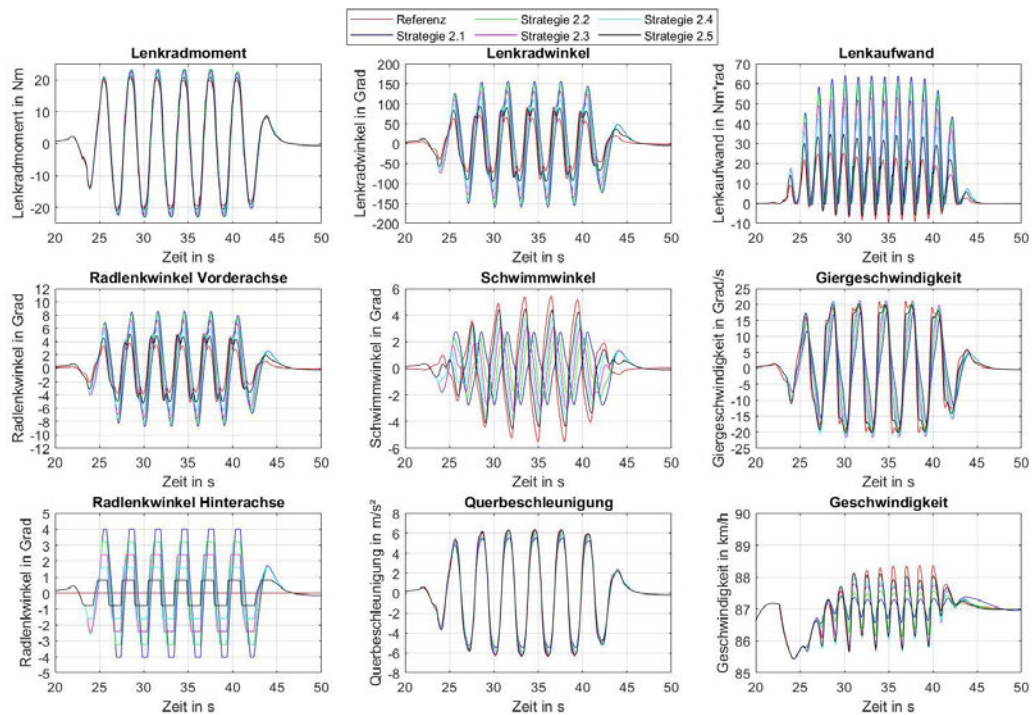 Referenz Strategie 2.2 Strategie 2.4
Strategie 2.1 Strategie 2.3 Strategie 2.5
Lenkradmoment Lenkradwinkel Lenkaufwand
Lenkradmoment in Nm
20
10
0
-10
-20
20 25 30 35 40 45 50
Zeit in s
Lenkradwinkel in Grad
200
150
100
50
0
-50
-100
-150
-200
20 25 30 35 40 45 50
Zeit in s
Lenkaufwand in Nm*rad
70
60
50
40
30
20
10
0
-10
20 25 30 35 40 45 50
Zeit in s
Radlenkwinkel Vorderachse Schwimmwinkel Giergeschwindigkeit
Radlenkwinkel in Grad
12
10
8
6
4
2
0
-2
-4
-6
-8
-10
-12
20 25 30 35 40 45 50
Zeit in s
Schwimmwinkel in Grad
6
4
2
0
-2
-4
-6
20 25 30 35 40 45 50
Zeit in s
Giergeschwindigkeit in Grad/s
25
20
15
10
5
0
-5
-10
-15
-20
-25
20 25 30 35 40 45 50
Zeit in s
Radlenkwinkel Hinterachse Querbeschleunigung Geschwindigkeit
Radlenkwinkel in Grad
5
4
3
2
1
0
-1
-2
-3
-4
-5
20 25 30 35 40 45 50
Zeit in s
Querbeschleunigung in m/s²
8
6
4
2
0
-2
-4
-6
-8
20 25 30 35 40 45 50
Zeit in s
Geschwindigkeit in km/h
90
89
88
87
86
85
20 25 30 35 40 45 50
Zeit in s